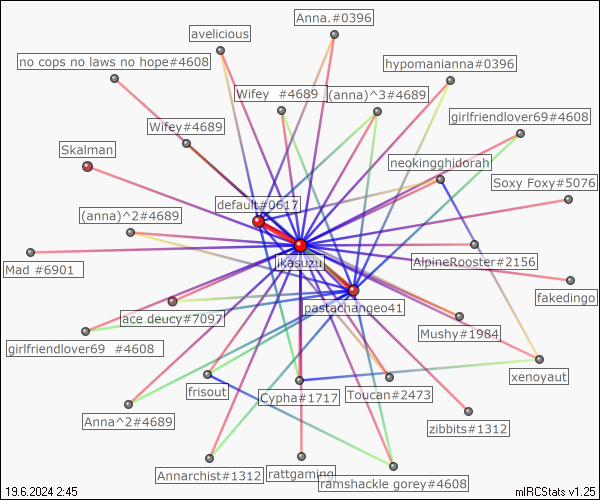 Anna.#0396
avelicious
no cops no laws no hope#4608
hypomanianna#0396
Wifey  #4689
(anna)^3#4689
girlfriendlover69#4608
Wifey#4689
Skalman
neokingghidorah
Soxy Foxy#5076
default#0617
(anna)^2#4689
ikasuzu
AlpineRooster#2156
Mad #6901
fakedingo
pastachangeo41
ace deucy#7097
Mushy#1984
girlfriendlover69  #4608
xenoyaut
frisout
Cypha#1717
Toucan#2473
Anna^2#4689
zibbits#1312
Annarchist#1312
rattgaming
ramshackle gorey#4608
19.6.2024 2:45
mIRCStats v1.25